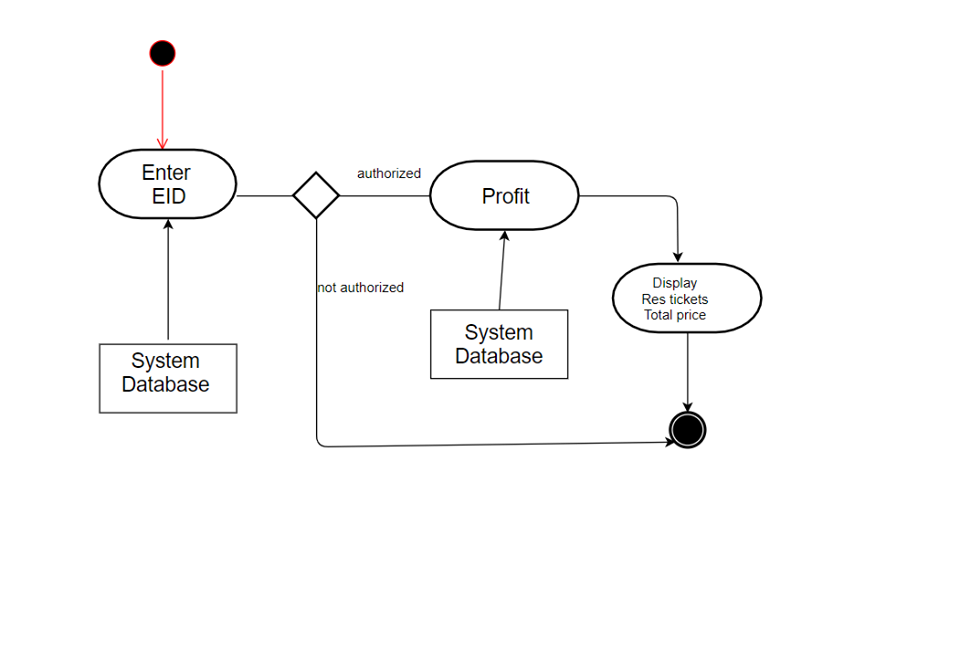 Enter
EID
authorized
Profit
not authorized
Display
Res tickets
Total price
System
Database
System
Database